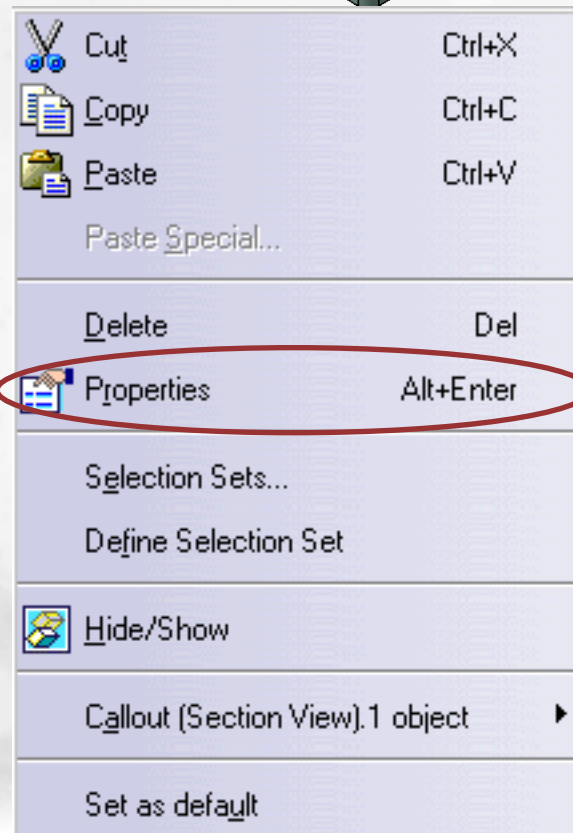 Cut Ctrl+X
Copy Ctrl+C
Paste Ctrl+V
Paste Special...
Delete Del
Properties Alt+Enter
Selection Sets...
Define Selection Set
Hide/Show
Callout (Section View).1 object
Set as default